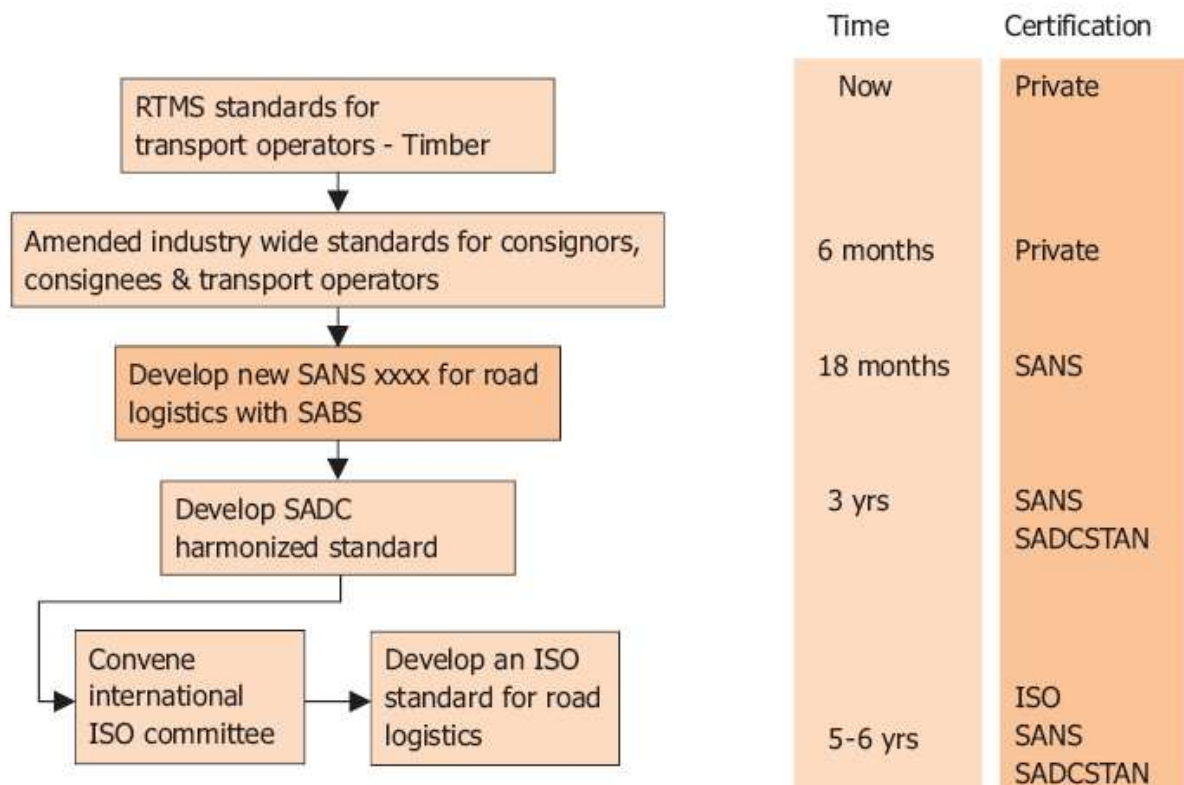 Time
Certification
RTMS standards for
transport operators - Timber
Now
Private
Amended industry wide standards for consignors,
consignees & transport operators
6 months
Private
Develop new SANS xxxx for road
logistics with SABS
18 months
SANS
Develop SADC
harmonized standard
3 yrs
SANS
SADCSTAN
Convene
international
ISO committee
Develop an ISO
standard for road
logistics
5-6 yrs
ISO
SANS
SADCSTAN